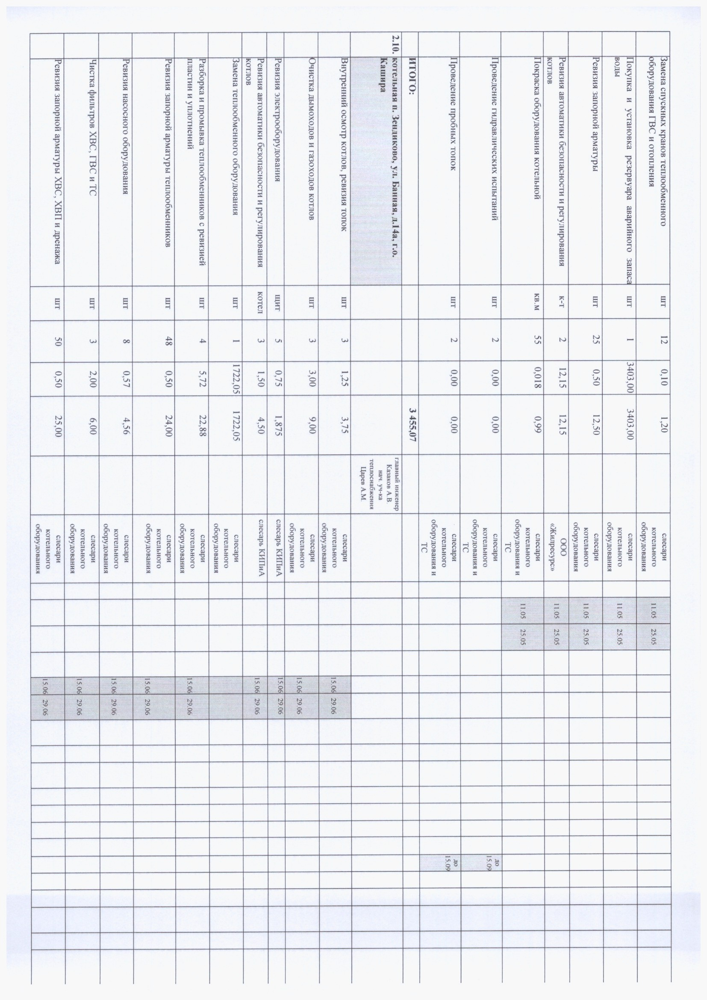 Замена спускных кранов теплообменного
оборудования ГВС и отопления
шт
12
0,10
1,20
слесари
котельного
оборудования
11.05
25.05
Покупка и установка резервуара аварийного запаса
воды
шт
1
3403,00
3403,00
слесари
котельного
оборудования
11.05
25.05
Ревизия запорной арматуры
шт
25
0,50
12,50
слесари
котельного
оборудования
11.05
25.05
Ревизия автоматики безопасности и регулирования
котлов
к-т
2
12,15
12,15
ООО
«Жилресурс»
11.05
25.05
Покраска оборудования котельной
кв.м
55
0,018
0,99
слесари
котельного
оборудования и
ТС
11.05
25.05
Проведение гидравлических испытаний
шт
2
0,00
0,00
слесари
котельного
оборудования и
ТС
до
15.09
Проведение пробных топок
шт
2
0,00
0,00
слесари
котельного
оборудования и
ТС
до
15.09
ИТОГО:
3 455,07
2.10.
котельная п. Зендиково, ул. Банная, д.14а, г.о.
Кашира
главный инженер
Казаков А.В.
нач. уч-ка
теплоснабжения
Царев А.М.
Внутренний осмотр котлов, ревизия топок
шт
3
1,25
3,75
слесари
котельного
оборудования
15.06
29.06
Очистка дымоходов и газоходов котлов
шт
3
3,00
9,00
слесари
котельного
оборудования
15.06
29.06
Ревизия электрооборудования
щит
5
0,75
1,875
слесарь КИПиА
15.06
29.06
Ревизия автоматики безопасности и регулирования
котлов
котел
3
1,50
4,50
слесарь КИПиА
15.06
29.06
Замена теплообменного оборудования
шт
1
1722,05
1722,05
слесари
котельного
оборудования
Разборка и промывка теплообменников с ревизией
пластин и уплотнений
шт
4
5,72
22,88
слесари
котельного
оборудования
15.06
29.06
Ревизия запорной арматуры теплообменников
шт
48
0,50
24,00
слесари
котельного
оборудования
15.06
29.06
Ревизия насосного оборудования
шт
8
0,57
4,56
слесари
котельного
оборудования
15.06
29.06
Чистка фильтров ХВС, ГВС и ТС
шт
3
2,00
6,00
слесари
котельного
оборудования
15.06
29.06
Ревизия запорной арматуры ХВС, ХВП и дренажа
шт
50
0,50
25,00
слесари
котельного
оборудования
15.06
29.06